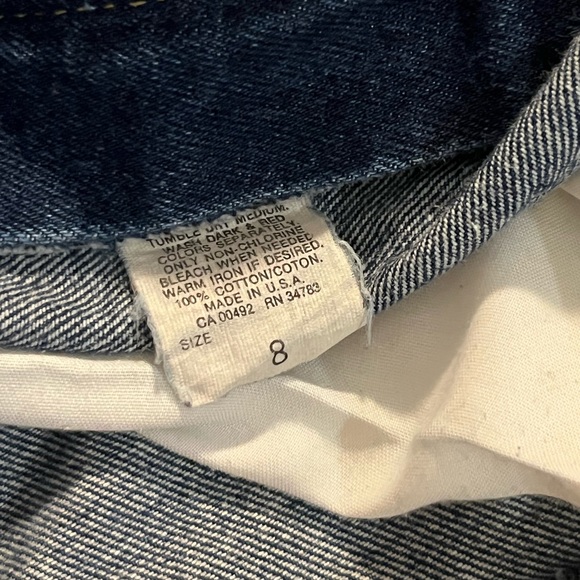 TUMBLE DRY MEDIUM.
WASH DARK & RED
COLORS SEPARATELY.
ONLY NON-CHLORINE
BLEACH WHEN NEEDED.
WARM IRON IF DESIRED.
100% COTTON/COTON.
MADE IN U.S.A.
CA 00492 RN 34783
SIZE
8